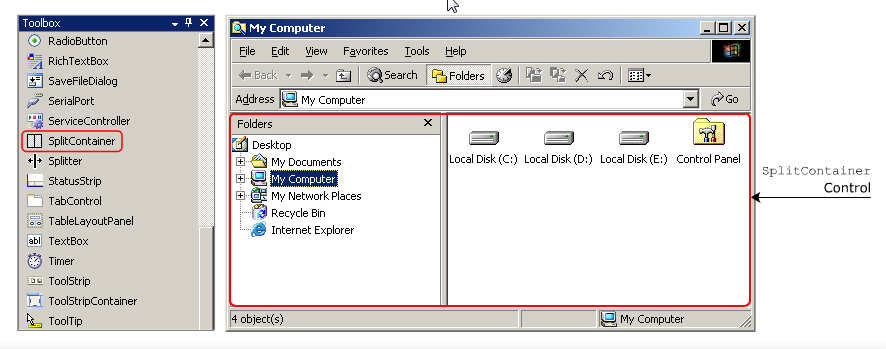 Toolbox
RadioButton
RichTextBox
SaveFileDialog
SerialPort
ServiceController
SplitContainer
Splitter
StatusStrip
TabControl
TableLayoutPanel
abl TextBox
Timer
ToolStrip
ToolStripContainer
ToolTip
My Computer
File Edit View Favorites Tools Help
Back Search Folders
Address My Computer Go
Folders
Desktop
My Documents
My Computer
My Network Places
Recycle Bin
Internet Explorer
Local Disk (C:) Local Disk (D:) Local Disk (E:) Control Panel
4 object(s) My Computer
SplitContainer
Control